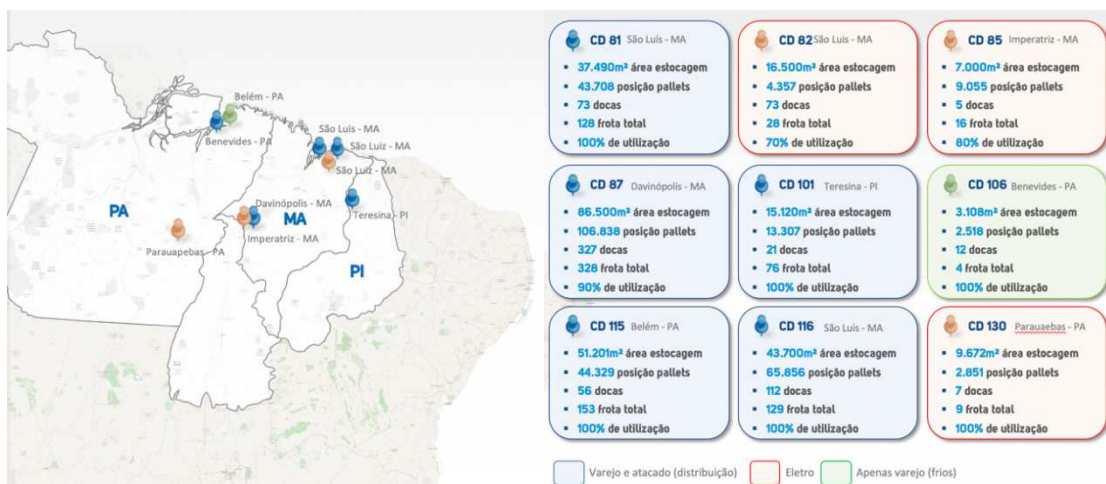 Belém - PA
Benevides - PA
São Luis - MA
São Luiz - MA
São Luiz - MA
PA
Davinópolis - MA
MA
Teresina - PI
Imperatriz - MA
Parauapebas - PA
PI
CD 81 São Luís - MA
37.490m² área estocagem
43.708 posição pallets
73 docas
128 frota total
100% de utilização
CD 82 São Luís - MA
16.500m² área estocagem
4.357 posição pallets
73 docas
28 frota total
70% de utilização
CD 85 Imperatriz - MA
7.000m² área estocagem
9.055 posição pallets
5 docas
16 frota total
80% de utilização
CD 87 Davinópolis - MA
86.500m² área estocagem
106.838 posição pallets
327 docas
328 frota total
90% de utilização
CD 101 Teresina - PI
15.120m² área estocagem
13.307 posição pallets
21 docas
76 frota total
100% de utilização
CD 106 Benevides - PA
3.108m² área estocagem
2.518 posição pallets
12 docas
4 frota total
100% de utilização
CD 115 Belém - PA
51.201m² área estocagem
44.329 posição pallets
56 docas
153 frota total
100% de utilização
CD 116 São Luís - MA
43.700m² área estocagem
65.856 posição pallets
112 docas
129 frota total
100% de utilização
CD 130 Parauaebas - PA
9.672m² área estocagem
2.851 posição pallets
7 docas
9 frota total
100% de utilização
Varejo e atacado (distribuição) Eletro Apenas varejo (frios)